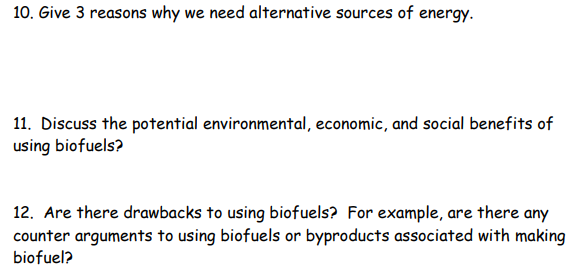 10. Give 3 reasons why we need alternative sources of energy.
11. Discuss the potential environmental, economic, and social benefits of
using biofuels?
12. Are there drawbacks to using biofuels? For example, are there any
counter arguments to using biofuels or byproducts associated with making
biofuel?